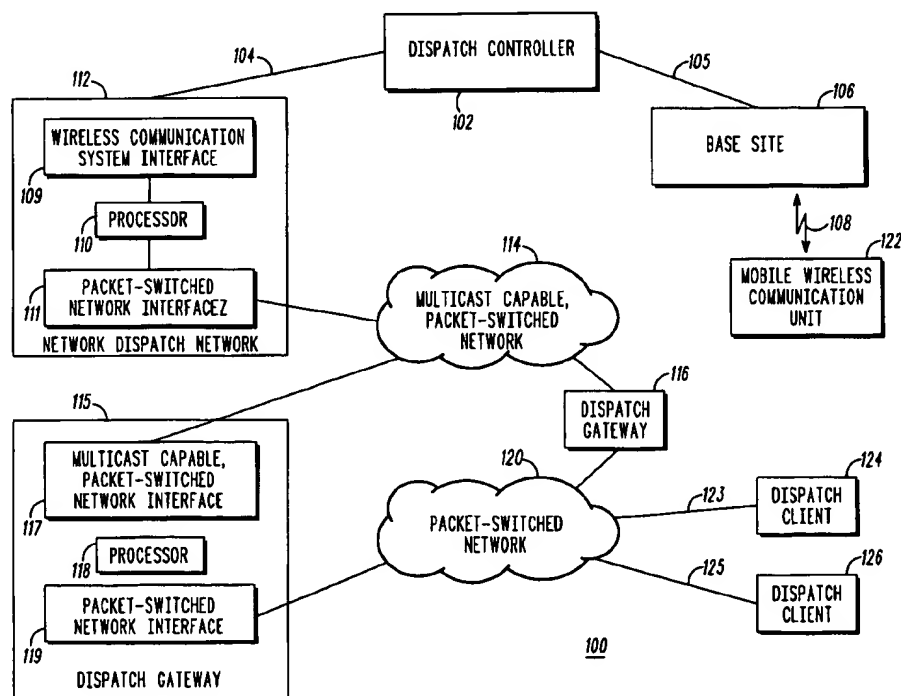 DISPATCH CONTROLLER
102
104
105
112
WIRELESS COMMUNICATION
SYSTEM INTERFACE
109
PROCESSOR
110
PACKET-SWITCHED
NETWORK INTERFACEZ
111
NETWORK DISPATCH NETWORK
106
BASE SITE
108
122
MOBILE WIRELESS
COMMUNICATION
UNIT
114
MULTICAST CAPABLE,
PACKET-SWITCHED
NETWORK
116
DISPATCH
GATEWAY
115
MULTICAST CAPABLE,
PACKET-SWITCHED
NETWORK INTERFACE
117
PROCESSOR
118
PACKET-SWITCHED
NETWORK INTERFACE
119
DISPATCH GATEWAY
120
PACKET-SWITCHED
NETWORK
123
124
DISPATCH
CLIENT
125
126
DISPATCH
CLIENT
100